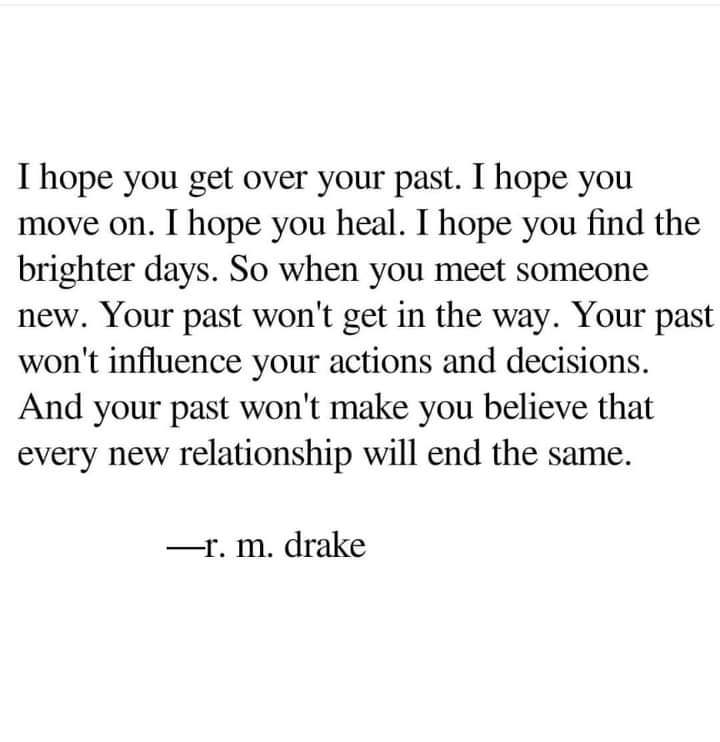 I hope you get over your past. I hope you
move on. I hope you heal. I hope you find the
brighter days. So when you meet someone
new. Your past won't get in the way. Your past
won't influence your actions and decisions.
And your past won't make you believe that
every new relationship will end the same.
—r. m. drake